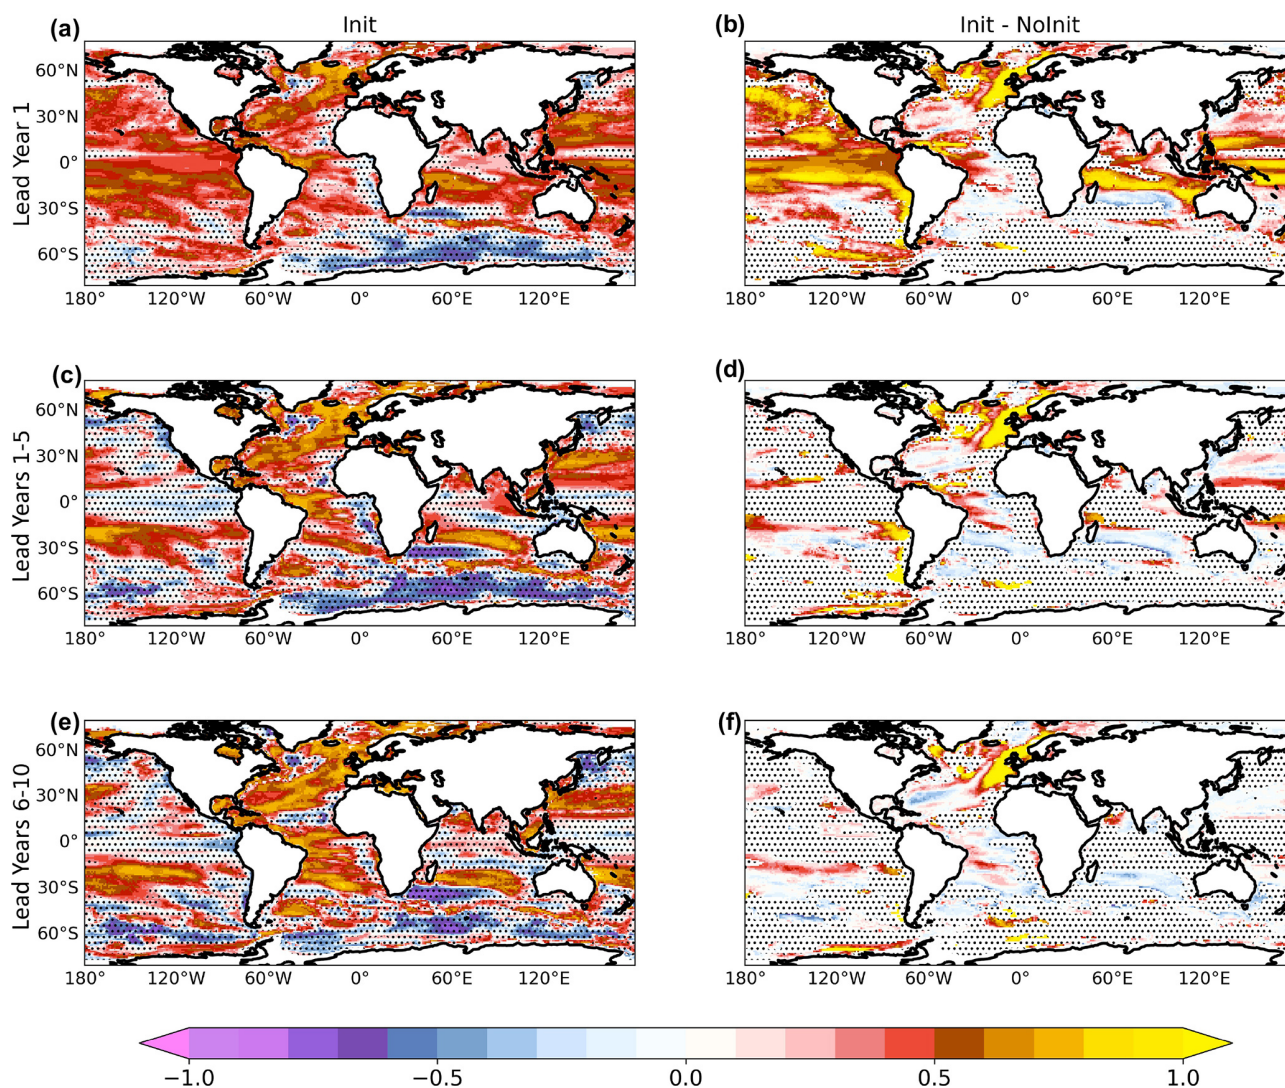 (a) Init (b) Init - NoInit
Lead Year 1
60°N
30°N
0°
30°S
60°S
180° 120°W 60°W 0° 60°E 120°E
180° 120°W 60°W 0° 60°E 120°E
(c) (d)
Lead Years 1-5
60°N
30°N
0°
30°S
60°S
180° 120°W 60°W 0° 60°E 120°E
180° 120°W 60°W 0° 60°E 120°E
(e) (f)
Lead Years 6-10
60°N
30°N
0°
30°S
60°S
180° 120°W 60°W 0° 60°E 120°E
180° 120°W 60°W 0° 60°E 120°E
−1.0 −0.5 0.0 0.5 1.0